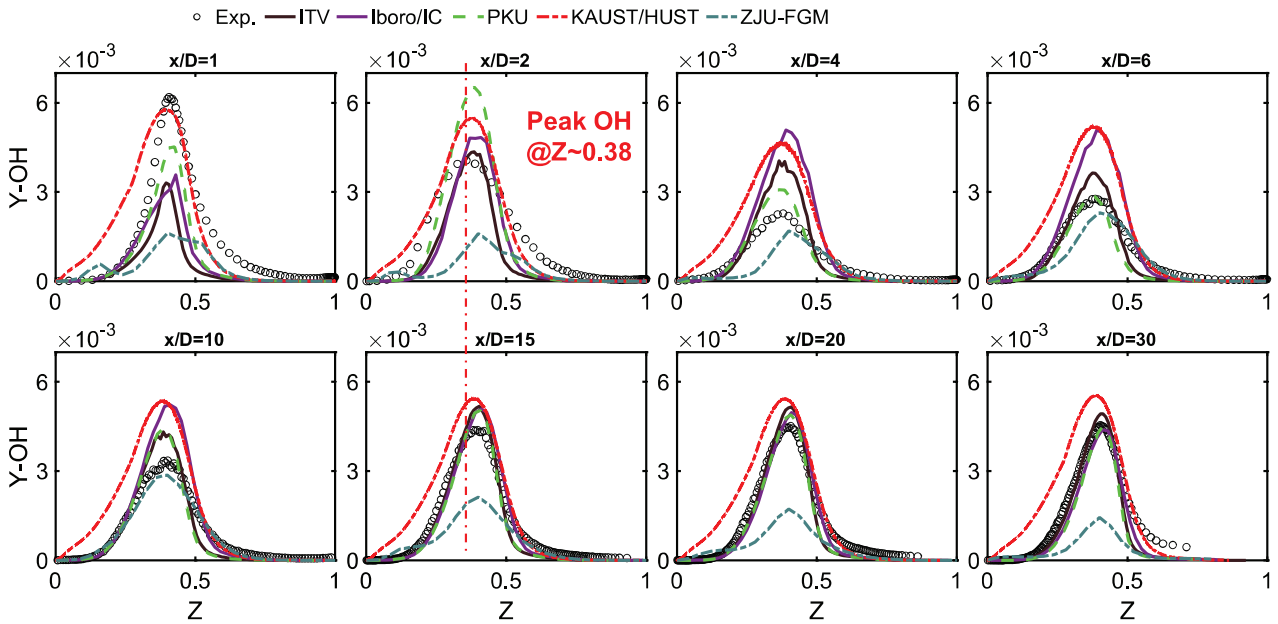 Exp. ITV lboro/IC PKU KAUST/HUST ZJU-FGM
×10⁻³ x/D=1 ×10⁻³ x/D=2 ×10⁻³ x/D=4 ×10⁻³ x/D=6
6 6 6 6
Peak OH
@Z~0.38
Y-OH 3 3 3 3
0 0 0 0
0 0.5 1 0 0.5 1 0 0.5 1 0 0.5 1
×10⁻³ x/D=10 ×10⁻³ x/D=15 ×10⁻³ x/D=20 ×10⁻³ x/D=30
6 6 6 6
Y-OH 3 3 3 3
0 0 0 0
0 0.5 1 0 0.5 1 0 0.5 1 0 0.5 1
Z Z Z Z